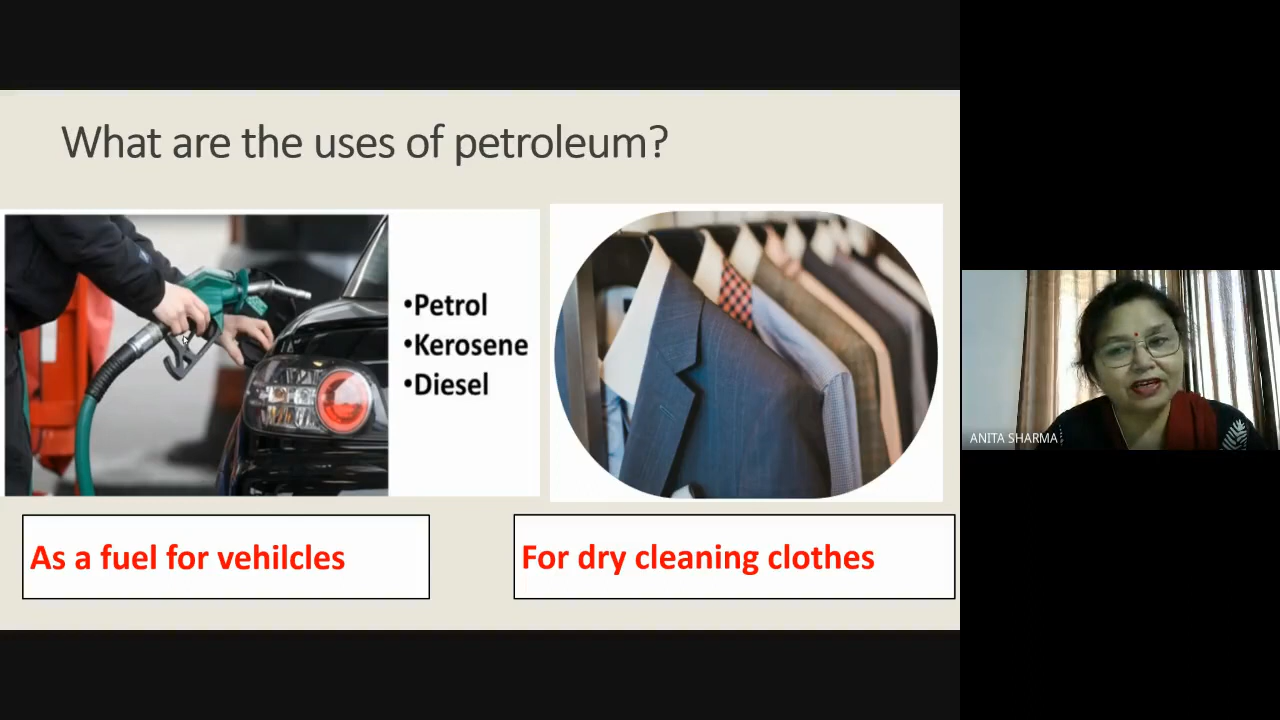 What are the uses of petroleum?
•Petrol
•Kerosene
•Diesel
As a fuel for vehilcles
For dry cleaning clothes
ANITA SHARMA